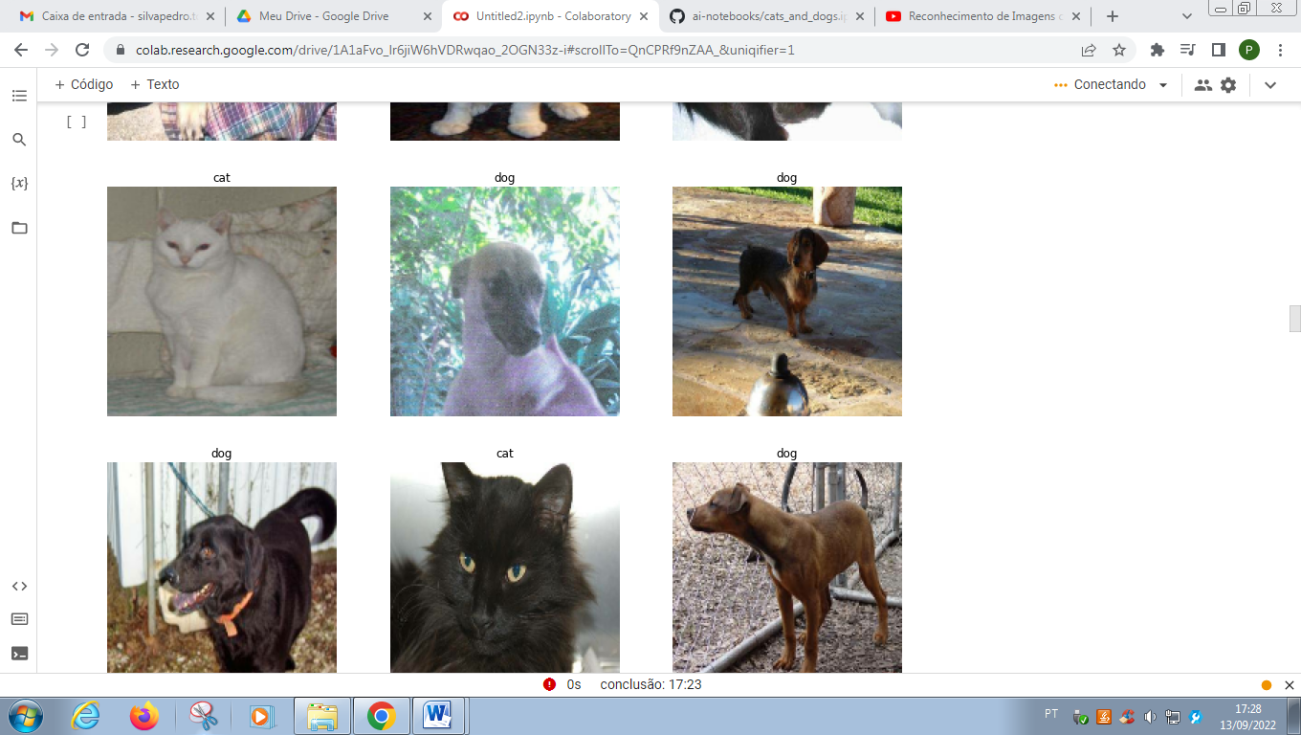 Caixa de entrada - silvapedro.t
Meu Drive - Google Drive
Untitled2.ipynb - Colaboratory
ai-notebooks/cats_and_dogs.i
Reconhecimento de Imagens
colab.research.google.com/drive/1A1aFvo_lr6jiW6hVDRwqao_2OGN33z-i#scrollTo=QnCPRf9nZAA_&uniqifier=1
P
+ Código + Texto
Conectando
[ ]
{x}
cat dog dog
dog cat dog
0s conclusão: 17:23
PT
17:28
13/09/2022